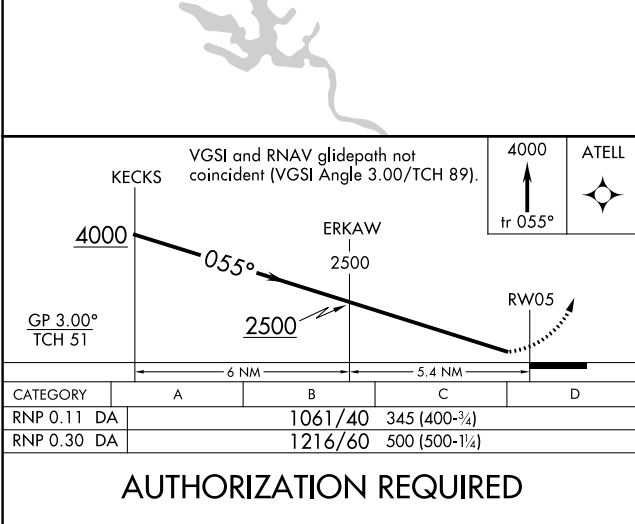 VGSI and RNAV glidepath not
coincident (VGSI Angle 3.00/TCH 89).
4000
tr 055°
ATELL
KECKS
4000
055°
ERKAW
2500
2500
RW05
GP 3.00°
TCH 51
6 NM
5.4 NM
CATEGORY A B C D
RNP 0.11 DA 1061/40 345 (400-¾)
RNP 0.30 DA 1216/60 500 (500-1¼)
AUTHORIZATION REQUIRED